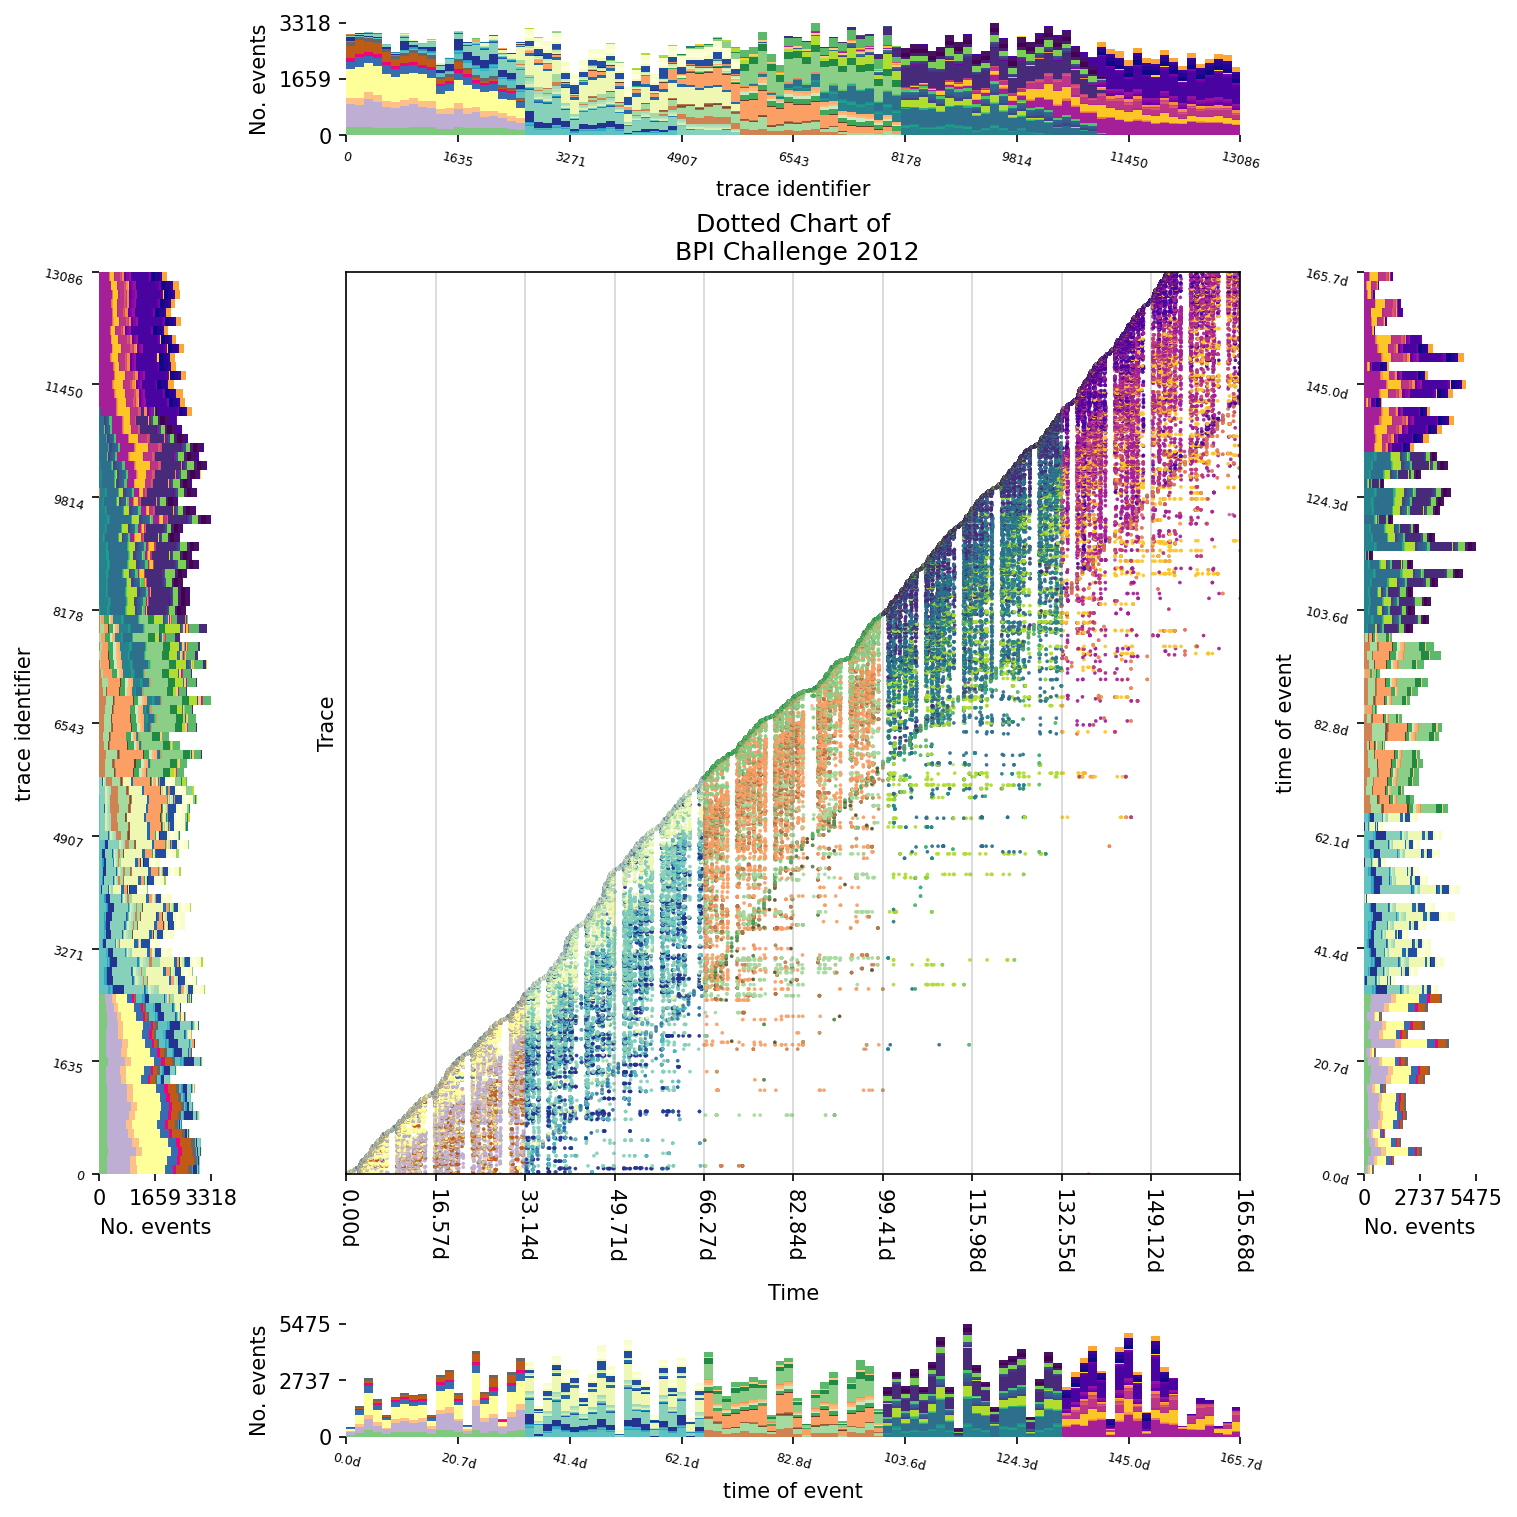 No. events
3318
1659
0
0
1635
3271
4907
6543
8178
9814
11450
13086
trace identifier
Dotted Chart of
BPI Challenge 2012
trace identifier
13086
11450
9814
8178
6543
4907
3271
1635
0
0 1659 3318
No. events
Trace
0.00d
16.57d
33.14d
49.71d
66.27d
82.84d
99.41d
115.98d
132.55d
149.12d
165.68d
Time
time of event
165.7d
145.0d
124.3d
103.6d
82.8d
62.1d
41.4d
20.7d
0.0d
0 2737 5475
No. events
No. events
5475
2737
0
0.0d
20.7d
41.4d
62.1d
82.8d
103.6d
124.3d
145.0d
165.7d
time of event